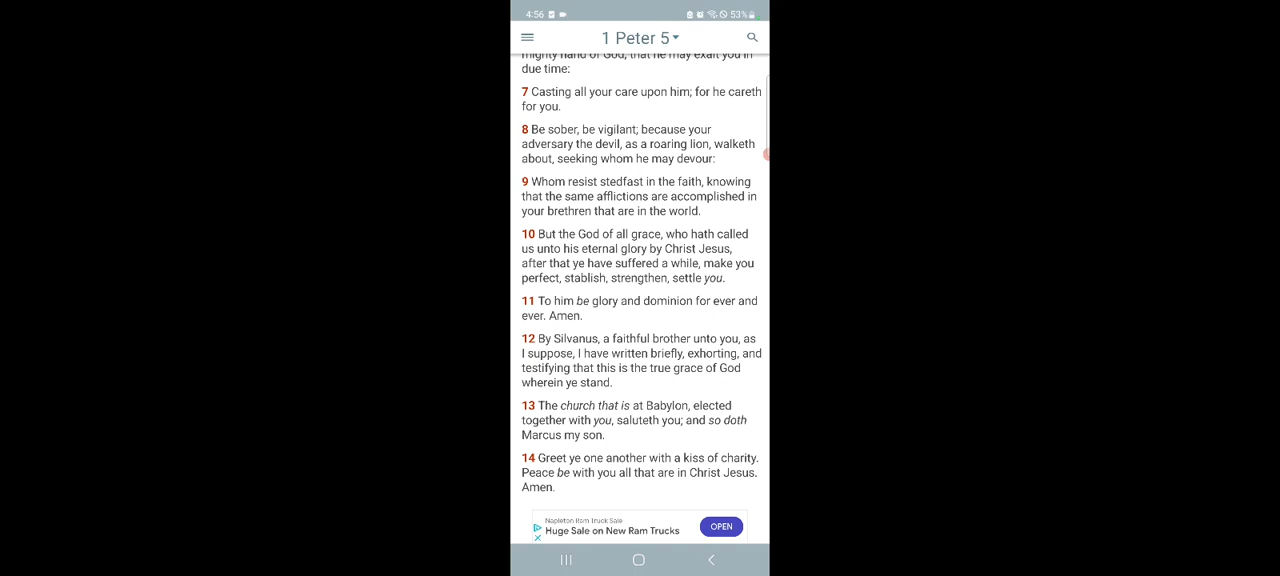 4:56
53%
1 Peter 5
mighty hand of God, that he may exalt you in
due time:
7 Casting all your care upon him; for he careth
for you.
8 Be sober, be vigilant; because your
adversary the devil, as a roaring lion, walketh
about, seeking whom he may devour:
9 Whom resist stedfast in the faith, knowing
that the same afflictions are accomplished in
your brethren that are in the world.
10 But the God of all grace, who hath called
us unto his eternal glory by Christ Jesus,
after that ye have suffered a while, make you
perfect, stablish, strengthen, settle you.
11 To him be glory and dominion for ever and
ever. Amen.
12 By Silvanus, a faithful brother unto you, as
I suppose, I have written briefly, exhorting, and
testifying that this is the true grace of God
wherein ye stand.
13 The church that is at Babylon, elected
together with you, saluteth you; and so doth
Marcus my son.
14 Greet ye one another with a kiss of charity.
Peace be with you all that are in Christ Jesus.
Amen.
Napleton Ram Truck Sale
Huge Sale on New Ram Trucks
OPEN